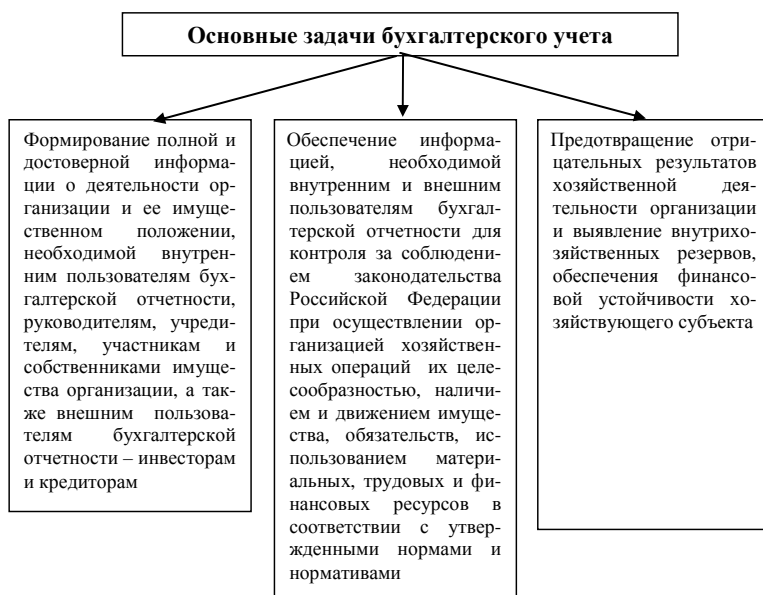 Основные задачи бухгалтерского учета
Формирование полной и
достоверной информа-
ции о деятельности ор-
ганизации и ее имуще-
ственном положении,
необходимой внутрен-
ним пользователям бух-
галтерской отчетности,
руководителям, учреди-
телям, участникам и
собственниками имуще-
ства организации, а так-
же внешним пользова-
телям бухгалтерской
отчетности – инвесторам
и кредиторам
Обеспечение информа-
цией, необходимой
внутренним и внешним
пользователям бухгал-
терской отчетности для
контроля за соблюдени-
ем законодательства
Российской Федерации
при осуществлении ор-
ганизацией хозяйствен-
ных операций их целе-
сообразностью, наличи-
ем и движением имуще-
ства, обязательств, ис-
пользованием матери-
альных, трудовых и фи-
нансовых ресурсов в
соответствии с утвер-
жденными нормами и
нормативами
Предотвращение отри-
цательных результатов
хозяйственной дея-
тельности организации
и выявление внутрихо-
зяйственных резервов,
обеспечения финансо-
вой устойчивости хо-
зяйствующего субъекта